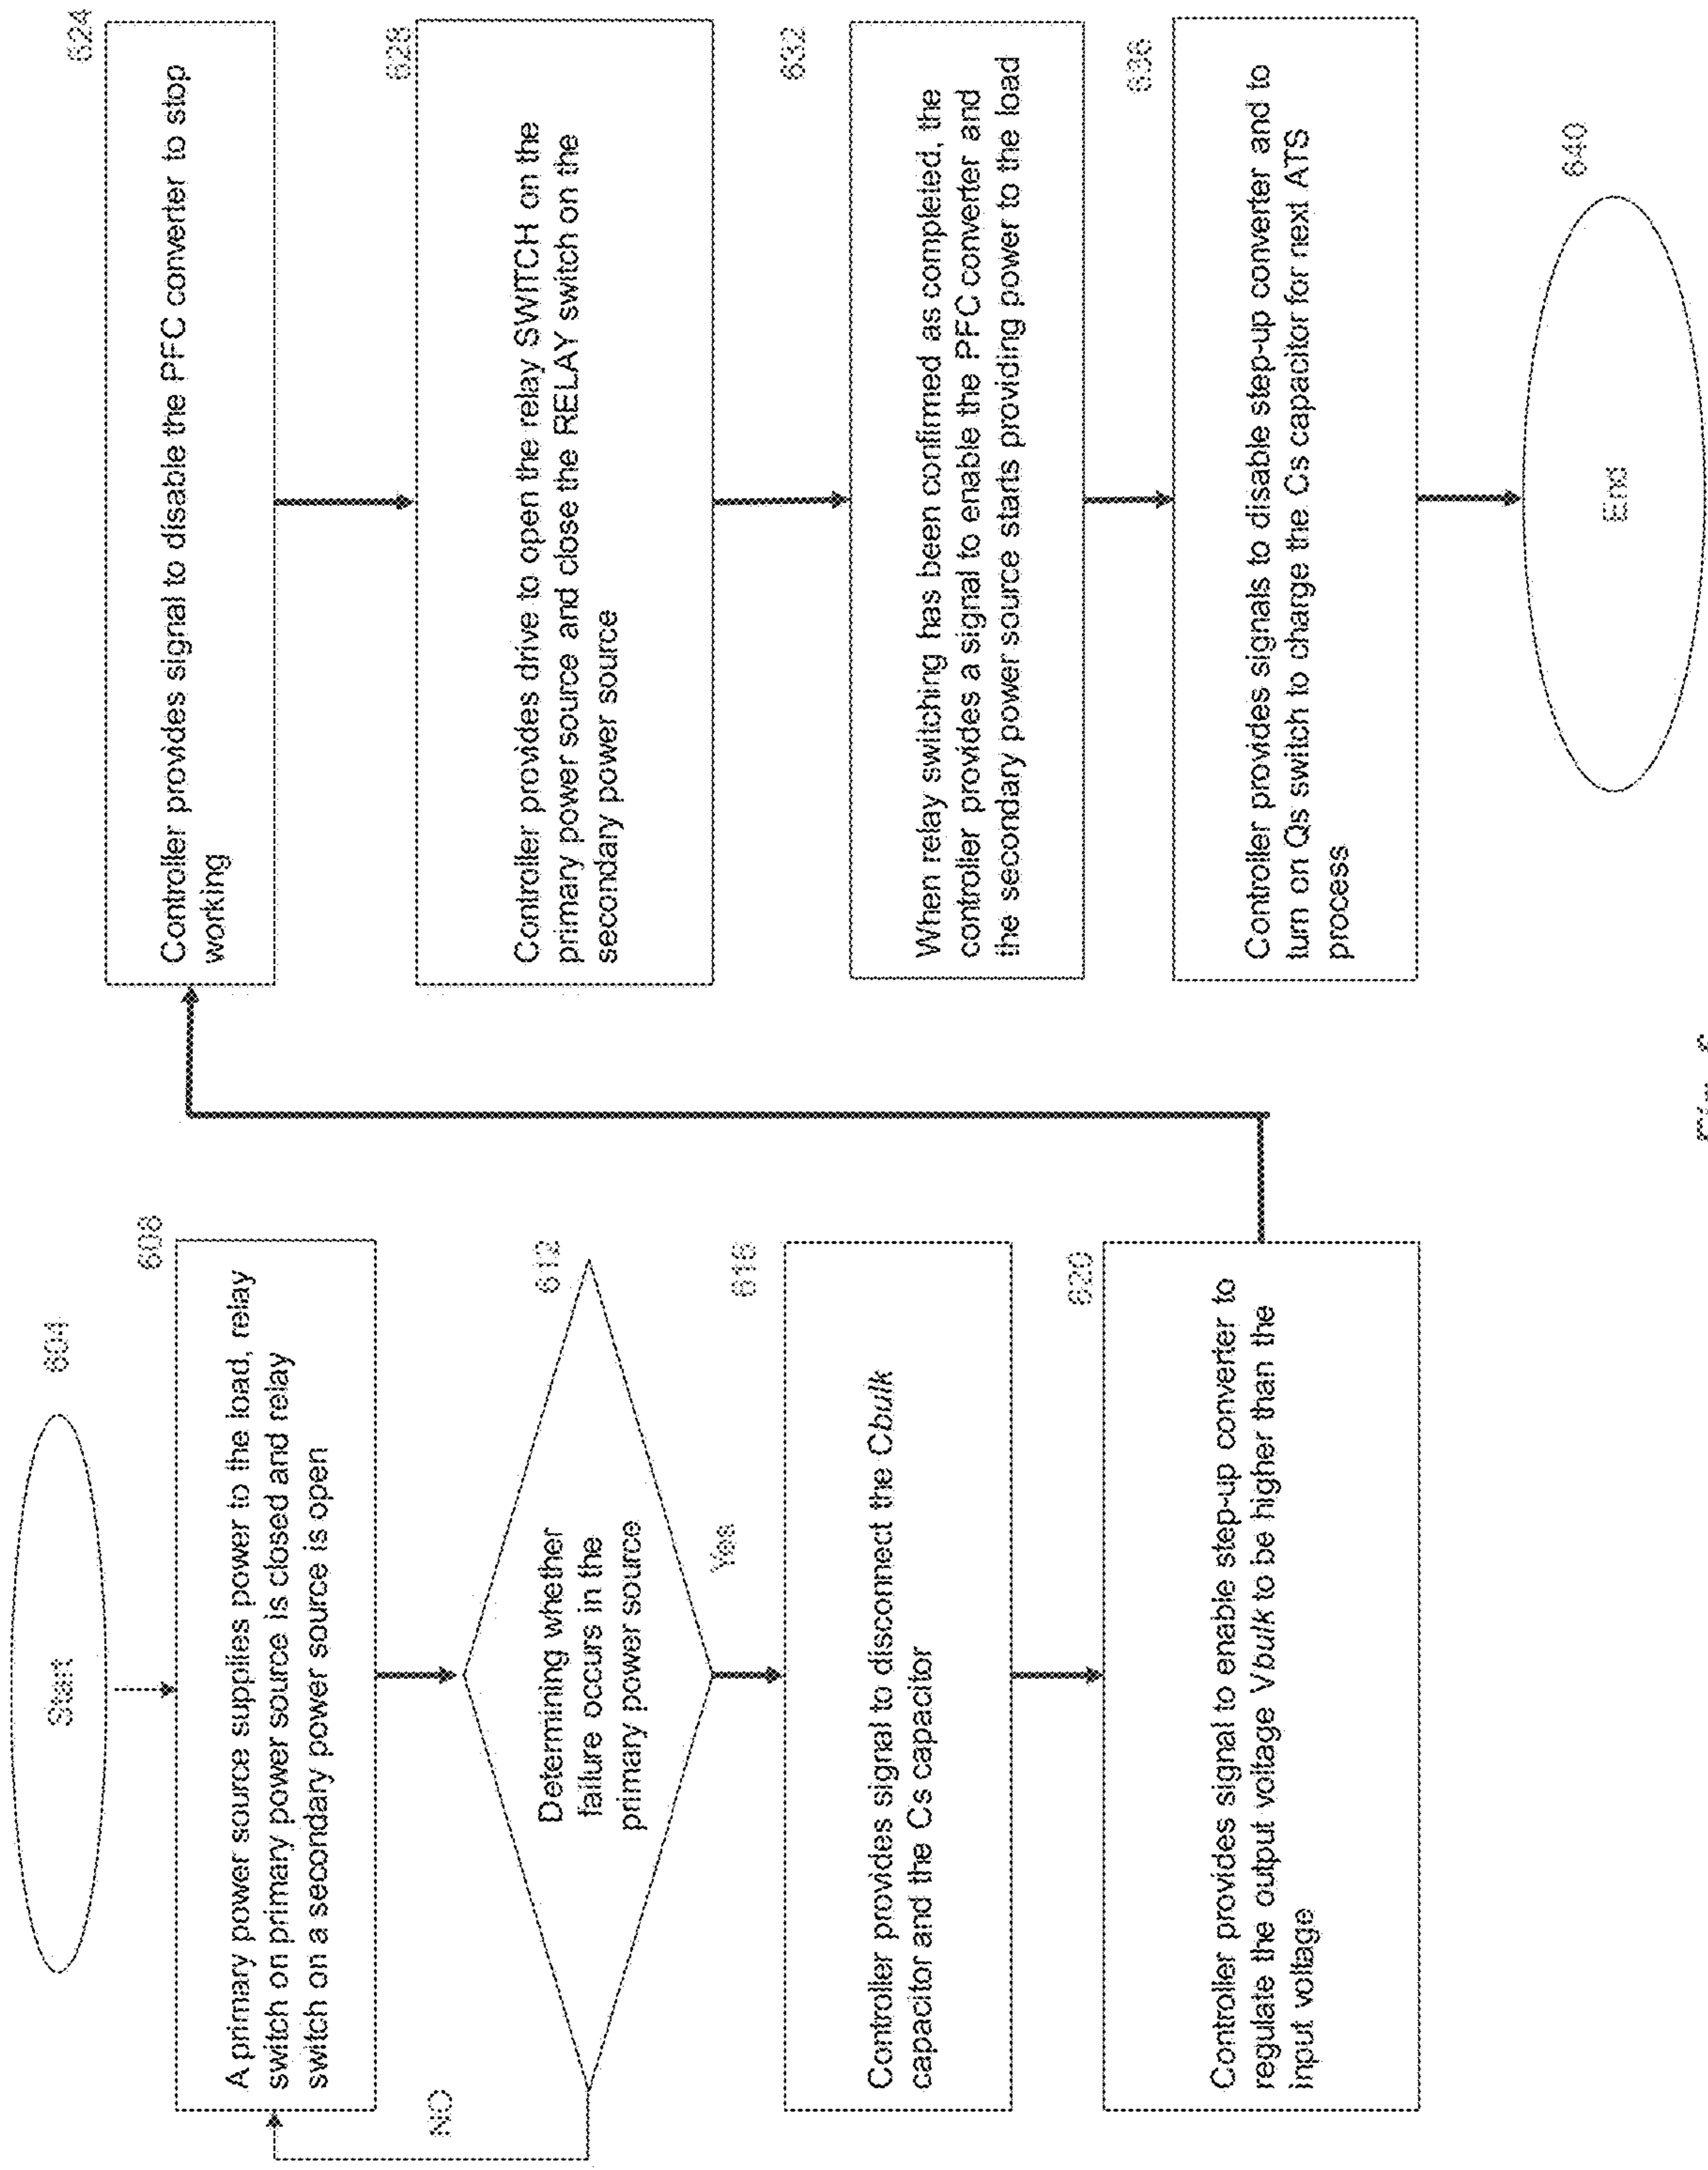 604
Start
608
A primary power source supplies power to the load, relay
switch on primary power source is closed and relay
switch on a secondary power source is open
NO
612
Determining whether
failure occurs in the
primary power source
Yes
616
Controller provides signal to disconnect the Cbulk
capacitor and the Cs capacitor
620
Controller provides signal to enable step-up converter to
regulate the output voltage Vbulk to be higher than the
input voltage
624
Controller provides signal to disable the PFC converter to stop
working
628
Controller provides drive to open the relay SWITCH on the
primary power source and close the RELAY switch on the
secondary power source
632
When relay switching has been confirmed as completed, the
controller provides a signal to enable the PFC converter and
the secondary power source starts providing power to the load
636
Controller provides signals to disable step-up converter and to
turn on Qs switch to charge the Cs capacitor for next ATS
process
640
End